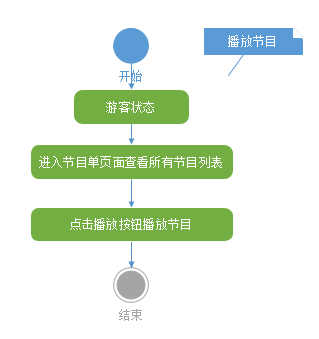 播放节目
开始
游客状态
进入节目单页面查看所有节目列表
点击播放按钮播放节目
结束